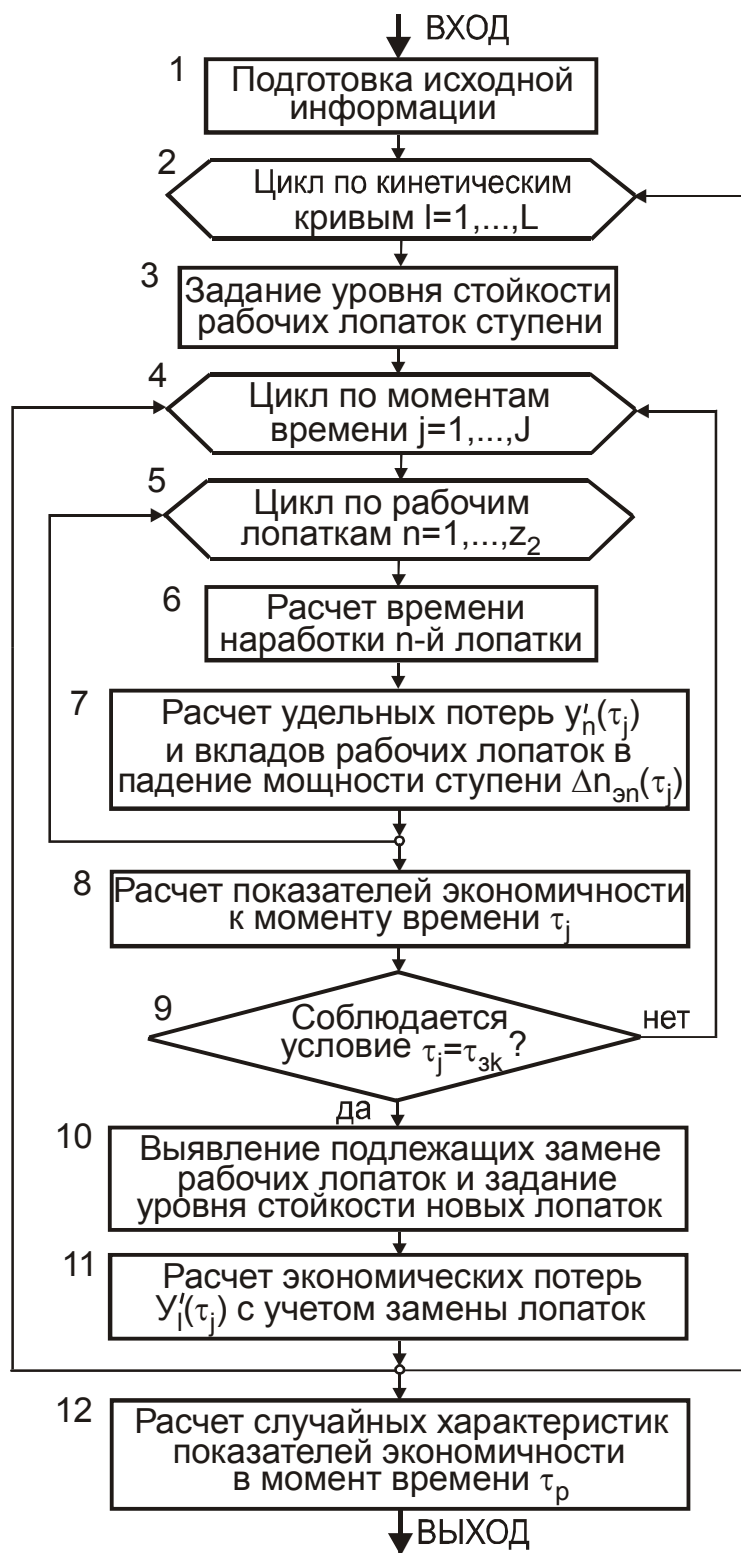 ВХОД
1
Подготовка исходной
информации
2
Цикл по кинетическим
кривым l=1,...,L
3
Задание уровня стойкости
рабочих лопаток ступени
4
Цикл по моментам
времени j=1,...,J
5
Цикл по рабочим
лопаткам n=1,...,z₂
6
Расчет времени
наработки n-й лопатки
7
Расчет удельных потерь y'ₙ(τⱼ)
и вкладов рабочих лопаток в
падение мощности ступени Δnэn(τⱼ)
8
Расчет показателей экономичности
к моменту времени τⱼ
9
Соблюдается
условие τⱼ=τзk ?
нет
да
10
Выявление подлежащих замене
рабочих лопаток и задание
уровня стойкости новых лопаток
11
Расчет экономических потерь
У'ₗ(τⱼ) с учетом замены лопаток
12
Расчет случайных характеристик
показателей экономичности
в момент времени τₚ
ВЫХОД